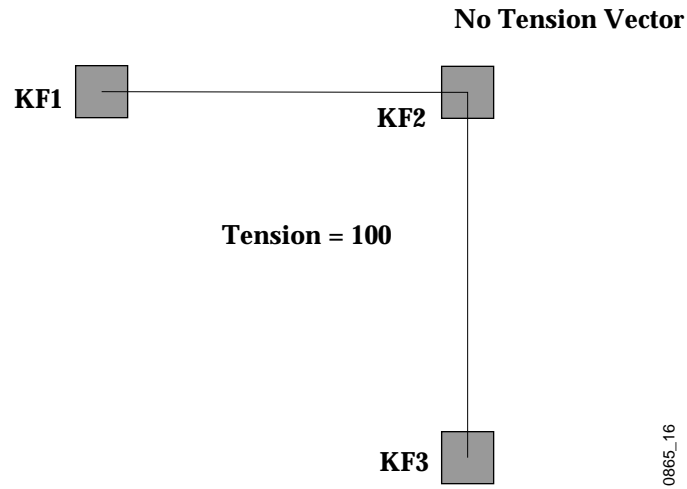 No Tension Vector
KF1
KF2
Tension = 100
KF3
0865_16